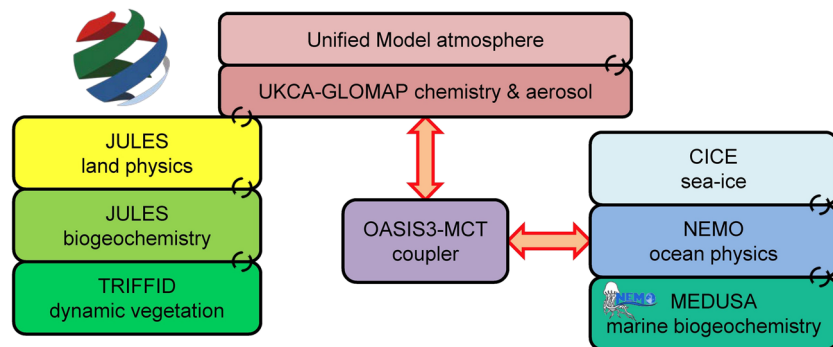 Unified Model atmosphere
UKCA-GLOMAP chemistry & aerosol
JULES
land physics
JULES
biogeochemistry
TRIFFID
dynamic vegetation
OASIS3-MCT
coupler
CICE
sea-ice
NEMO
ocean physics
NEMO
MEDUSA
marine biogeochemistry